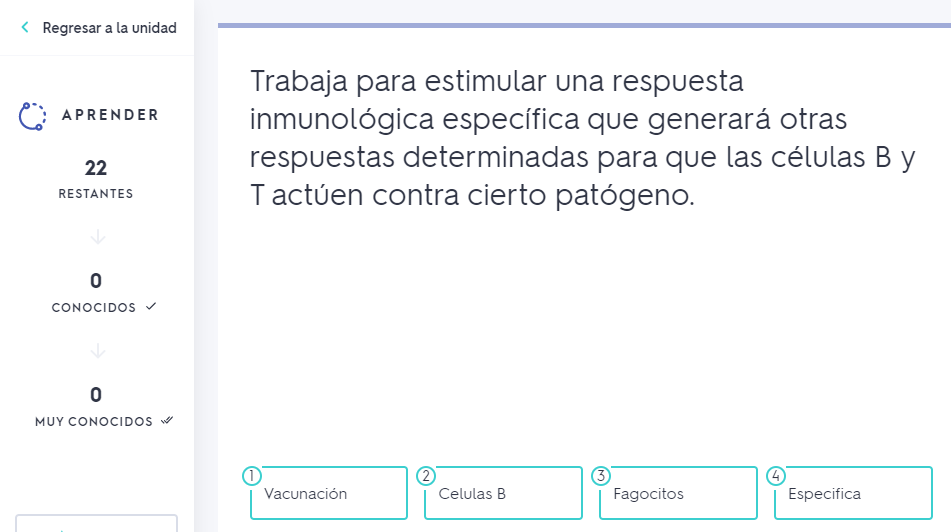 Regresar a la unidad
APRENDER
22
RESTANTES
0
CONOCIDOS
0
MUY CONOCIDOS
Trabaja para estimular una respuesta
inmunológica específica que generará otras
respuestas determinadas para que las células B y
T actúen contra cierto patógeno.
1
Vacunación
2
Celulas B
3
Fagocitos
4
Especifica